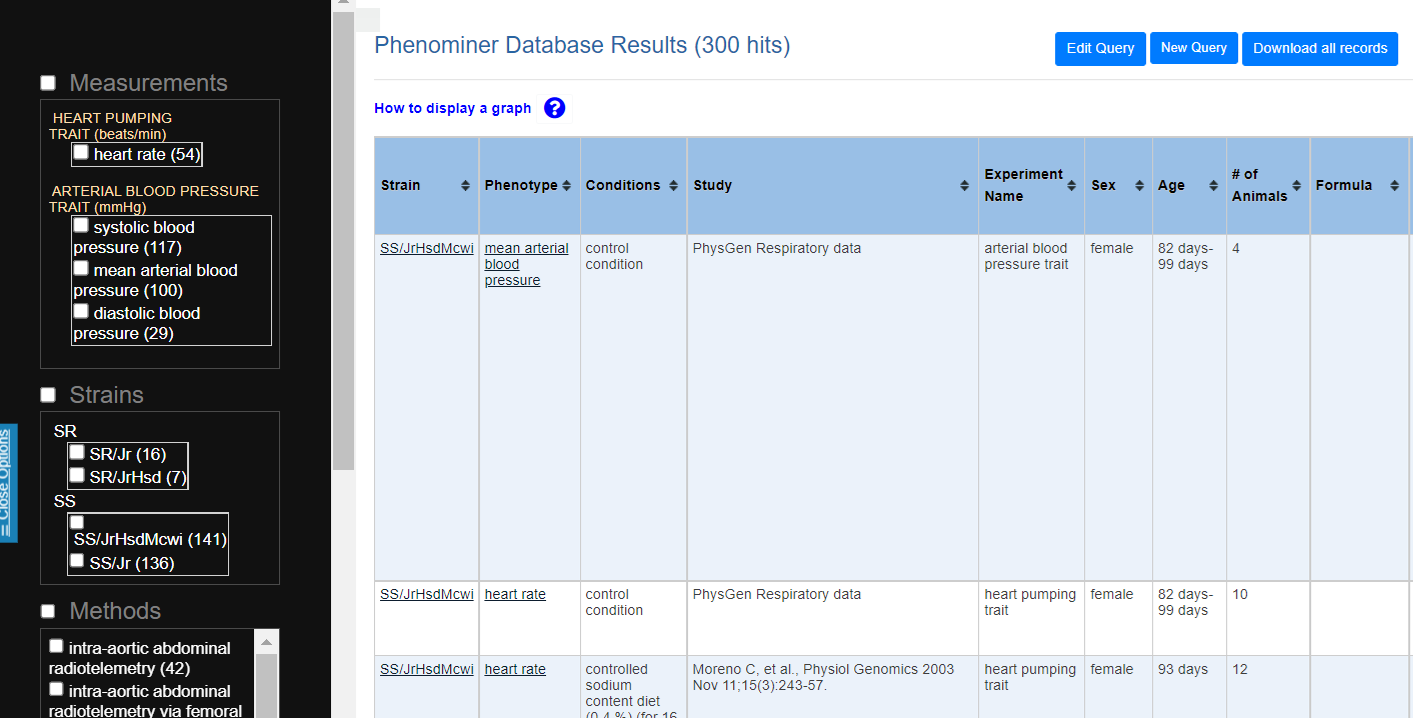 Measurements
HEART PUMPING
TRAIT (beats/min)
heart rate (54)
ARTERIAL BLOOD PRESSURE
TRAIT (mmHg)
systolic blood
pressure (117)
mean arterial blood
pressure (100)
diastolic blood
pressure (29)
Strains
SR
SR/Jr (16)
SR/JrHsd (7)
SS
SS/JrHsdMcwi (141)
SS/Jr (136)
Methods
intra-aortic abdominal
radiotelemetry (42)
intra-aortic abdominal
radiotelemetry via femoral
= Close Options
Phenominer Database Results (300 hits)
Edit Query New Query Download all records
How to display a graph ?
Strain Phenotype Conditions Study Experiment Name Sex Age # of Animals Formula
SS/JrHsdMcwi mean arterial control PhysGen Respiratory data arterial blood female 82 days- 4
blood condition pressure trait 99 days
pressure
SS/JrHsdMcwi heart rate control PhysGen Respiratory data heart pumping female 82 days- 10
condition trait 99 days
SS/JrHsdMcwi heart rate controlled Moreno C, et al., Physiol Genomics 2003 heart pumping female 93 days 12
sodium Nov 11;15(3):243-57. trait
content diet
(0.4 %) (for 16